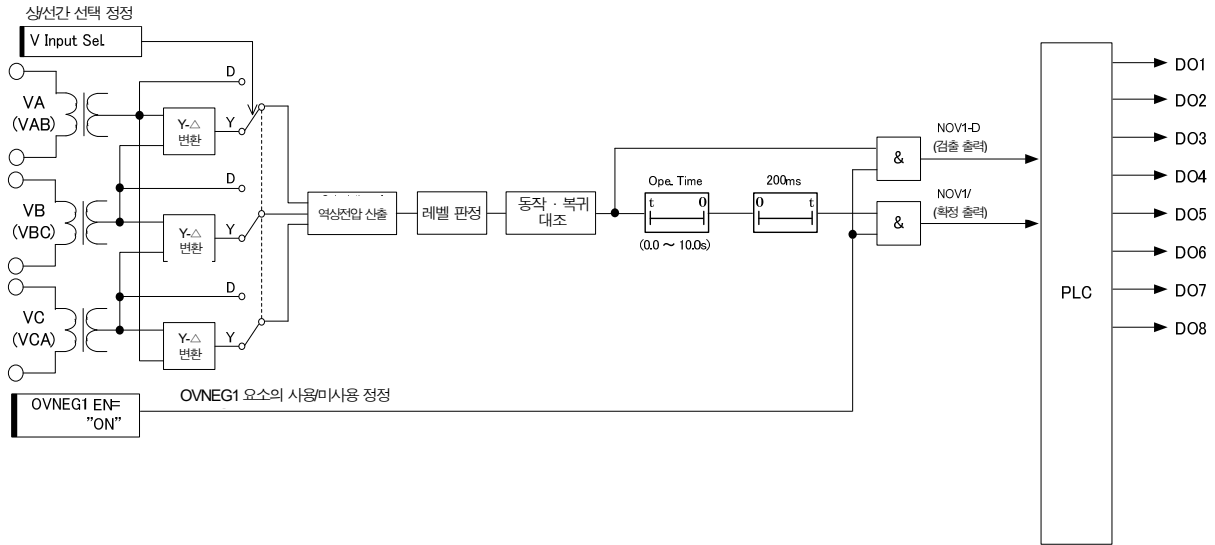 상/선간 선택 정정
V Input Sel.
VA
(VAB)
D
Y-△
변환
Y
VB
(VBC)
D
Y-△
변환
Y
VC
(VCA)
D
Y-△
변환
Y
역상전압 산출
레벨 판정
동작 · 복귀
대조
Ope. Time
t 0
(0.0 ~ 10.0s)
200ms
0 t
&
NOV1-D
(검출 출력)
&
NOV1/
(확정 출력)
OVNEG1 EN=
"ON"
OVNEG1 요소의 사용/미사용 정정
PLC
DO1
DO2
DO3
DO4
DO5
DO6
DO7
DO8